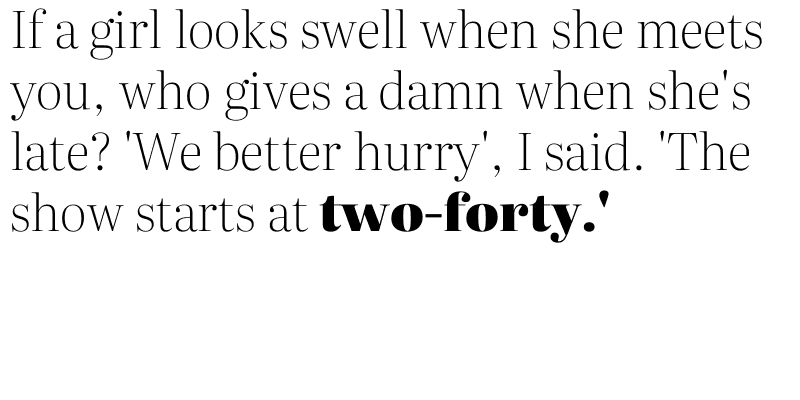 If a girl looks swell when she meets
you, who gives a damn when she's
late? 'We better hurry', I said. 'The
show starts at two-forty.'